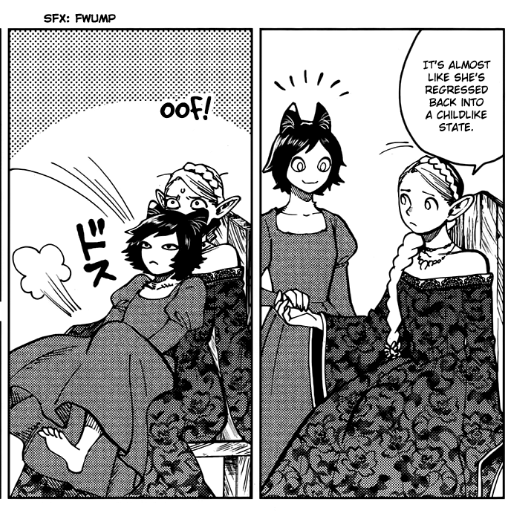 IT'S ALMOST
LIKE SHE'S
REGRESSED
BACK INTO
A CHILDLIKE
STATE.
SFX: FWUMP
OOF!
ドス